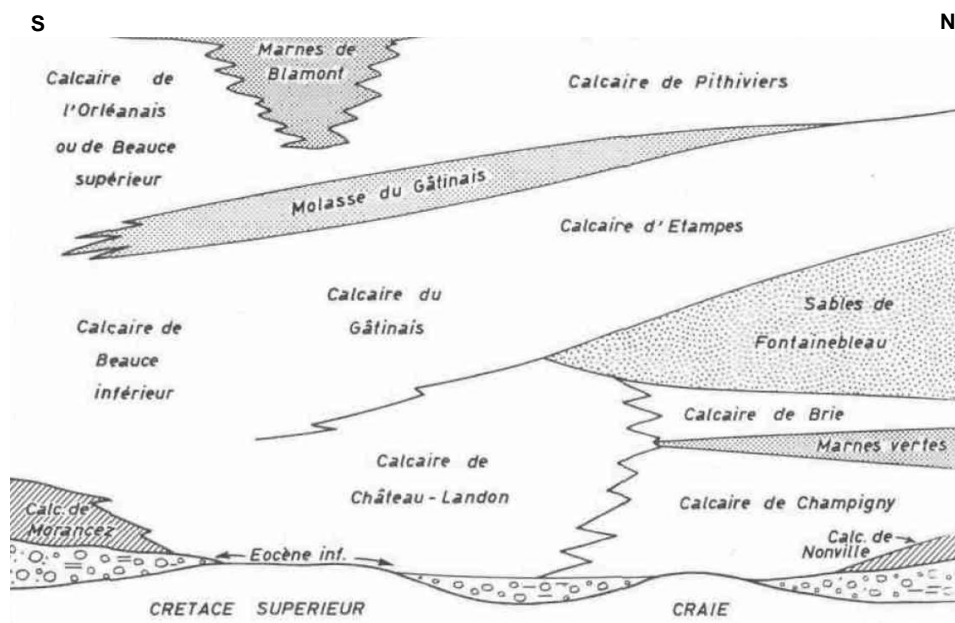 S
N
Marnes de
Blamont
Calcaire de
l'Orléanais
ou de Beauce
supérieur
Calcaire de Pithiviers
Molasse du Gâtinais
Calcaire d'Etampes
Calcaire du
Gâtinais
Sables de
Fontainebleau
Calcaire de
Beauce
intérieur
Calcaire de Brie
Marnes vertes
Calcaire de
Château-Landon
Calcaire de Champigny
Calc. de
Morancez
Calc. de
Nonville
Eocène inf.
CRETACE SUPERIEUR
CRAIE